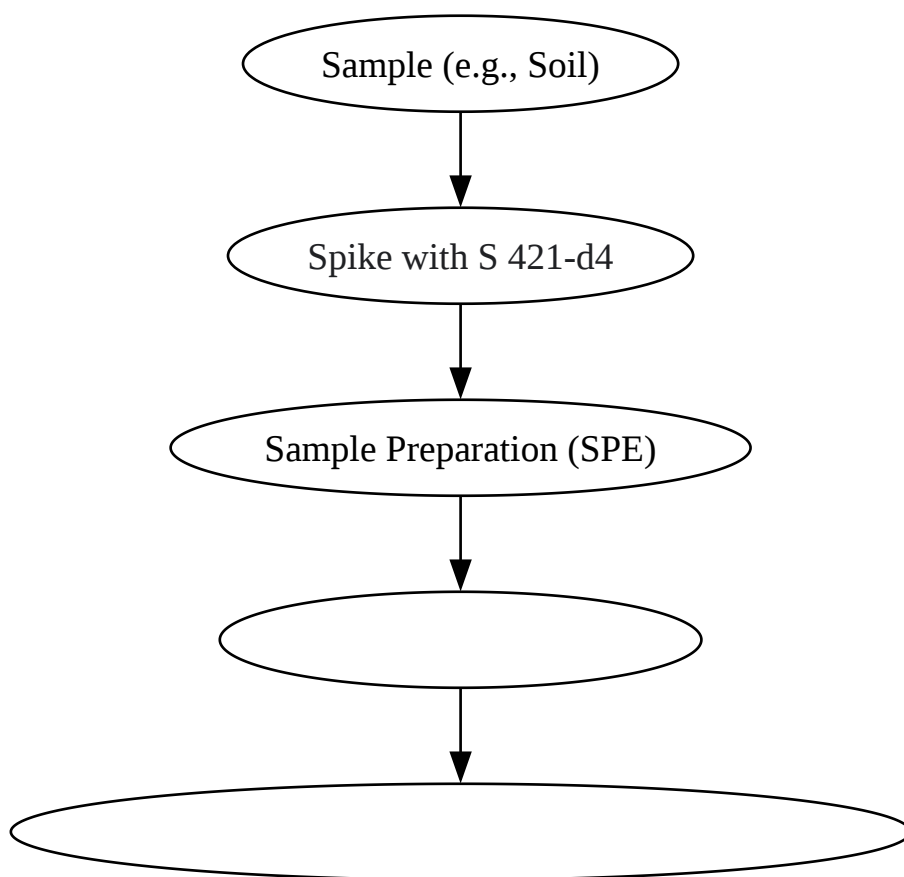 Sample (e.g., Soil)
Spike with S 421-d4
Sample Preparation (SPE)